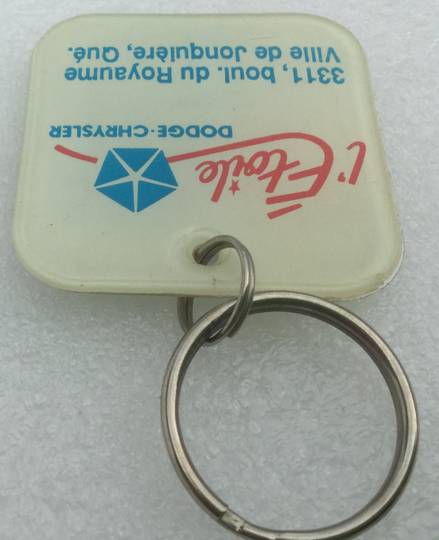 l'Étoile
DODGE-CHRYSLER
3311, boul. du Royaume
Ville de Jonquière, Qué.